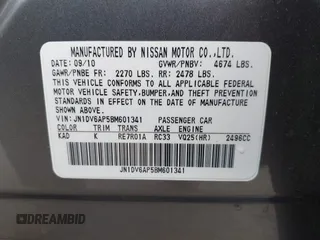 MANUFACTURED BY NISSAN MOTOR CO.,LTD.
DATE: 09/10 GVWR/PNBV: 4674 LBS.
GAWR/PNBE FR: 2270 LBS. RR: 2478 LBS.
THIS VEHICLE CONFORMS TO ALL APPLICABLE
FEDERAL MOTOR VEHICLE
SAFETY, BUMPER, AND THEFT PREVENTION
STANDARDS IN EFFECT ON THE DATE OF MANUFACTURE
SHOWN ABOVE.
VIN: JN1DV6AP5BM601341 PASSENGER CAR
COLOR TRIM TRANS AXLE ENGINE
KAD K RE7R01A RC33 VQ25(HR) 2496CC
JN1DV6AP5BM601341
DREAMBID